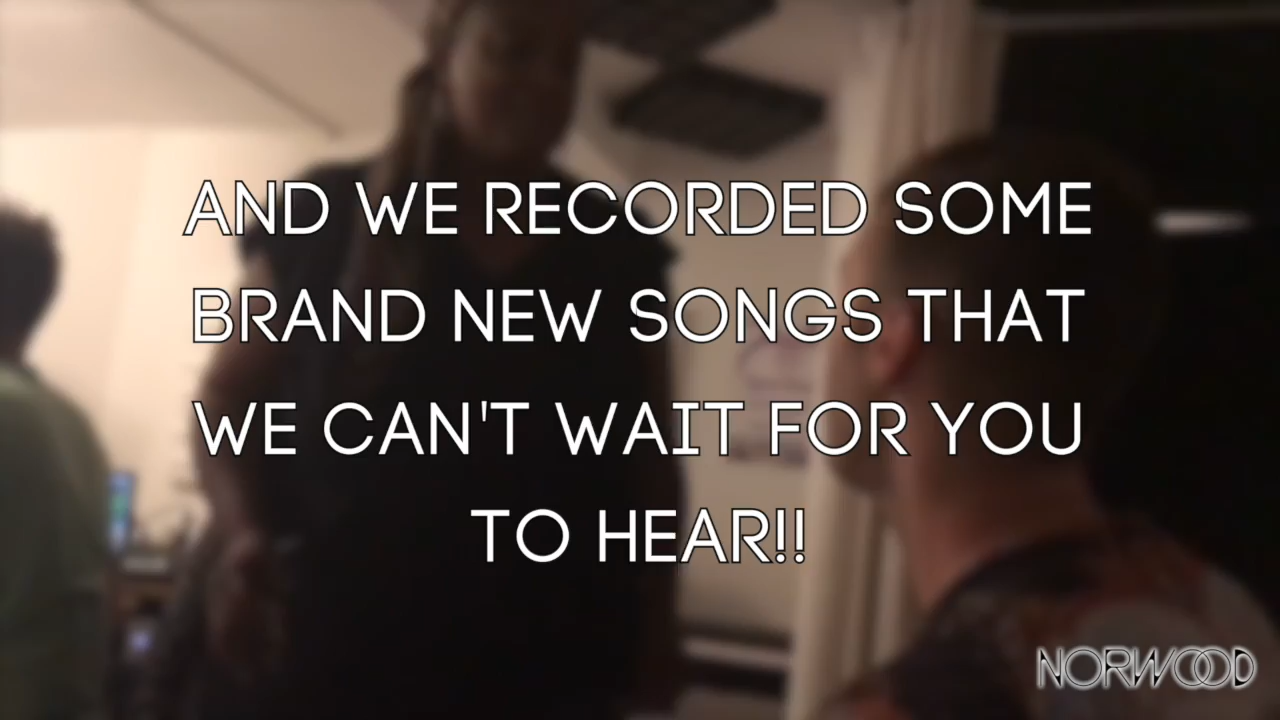 AND WE RECORDED SOME
BRAND NEW SONGS THAT
WE CAN'T WAIT FOR YOU
TO HEAR!!
NORWOOD